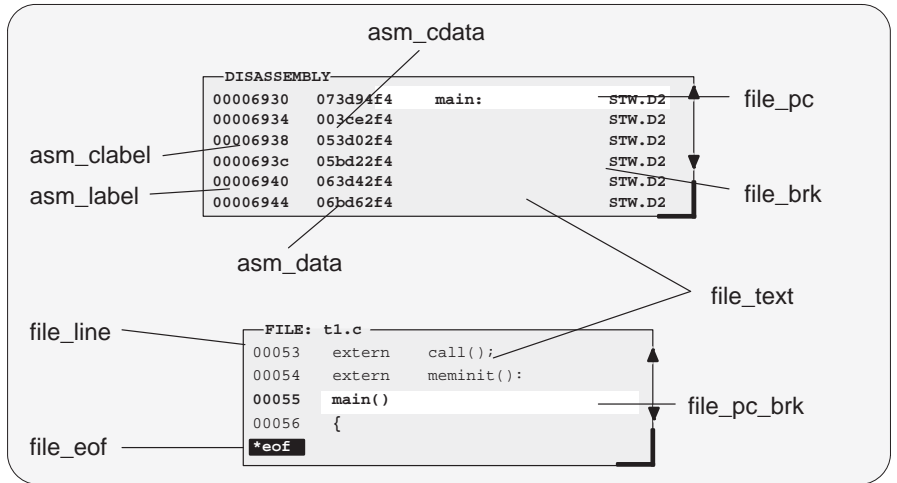 asm_cdata
DISASSEMBLY
00006930 073d94f4 main: STW.D2
file_pc
00006934 003ce2f4 STW.D2
00006938 053d02f4 STW.D2
asm_clabel
0000693c 05bd22f4 STW.D2
00006940 063d42f4 STW.D2
asm_label
file_brk
00006944 06bd62f4 STW.D2
asm_data
file_text
file_line
FILE: t1.c
00053 extern call();
00054 extern meminit():
00055 main()
file_pc_brk
00056 {
file_eof
*eof